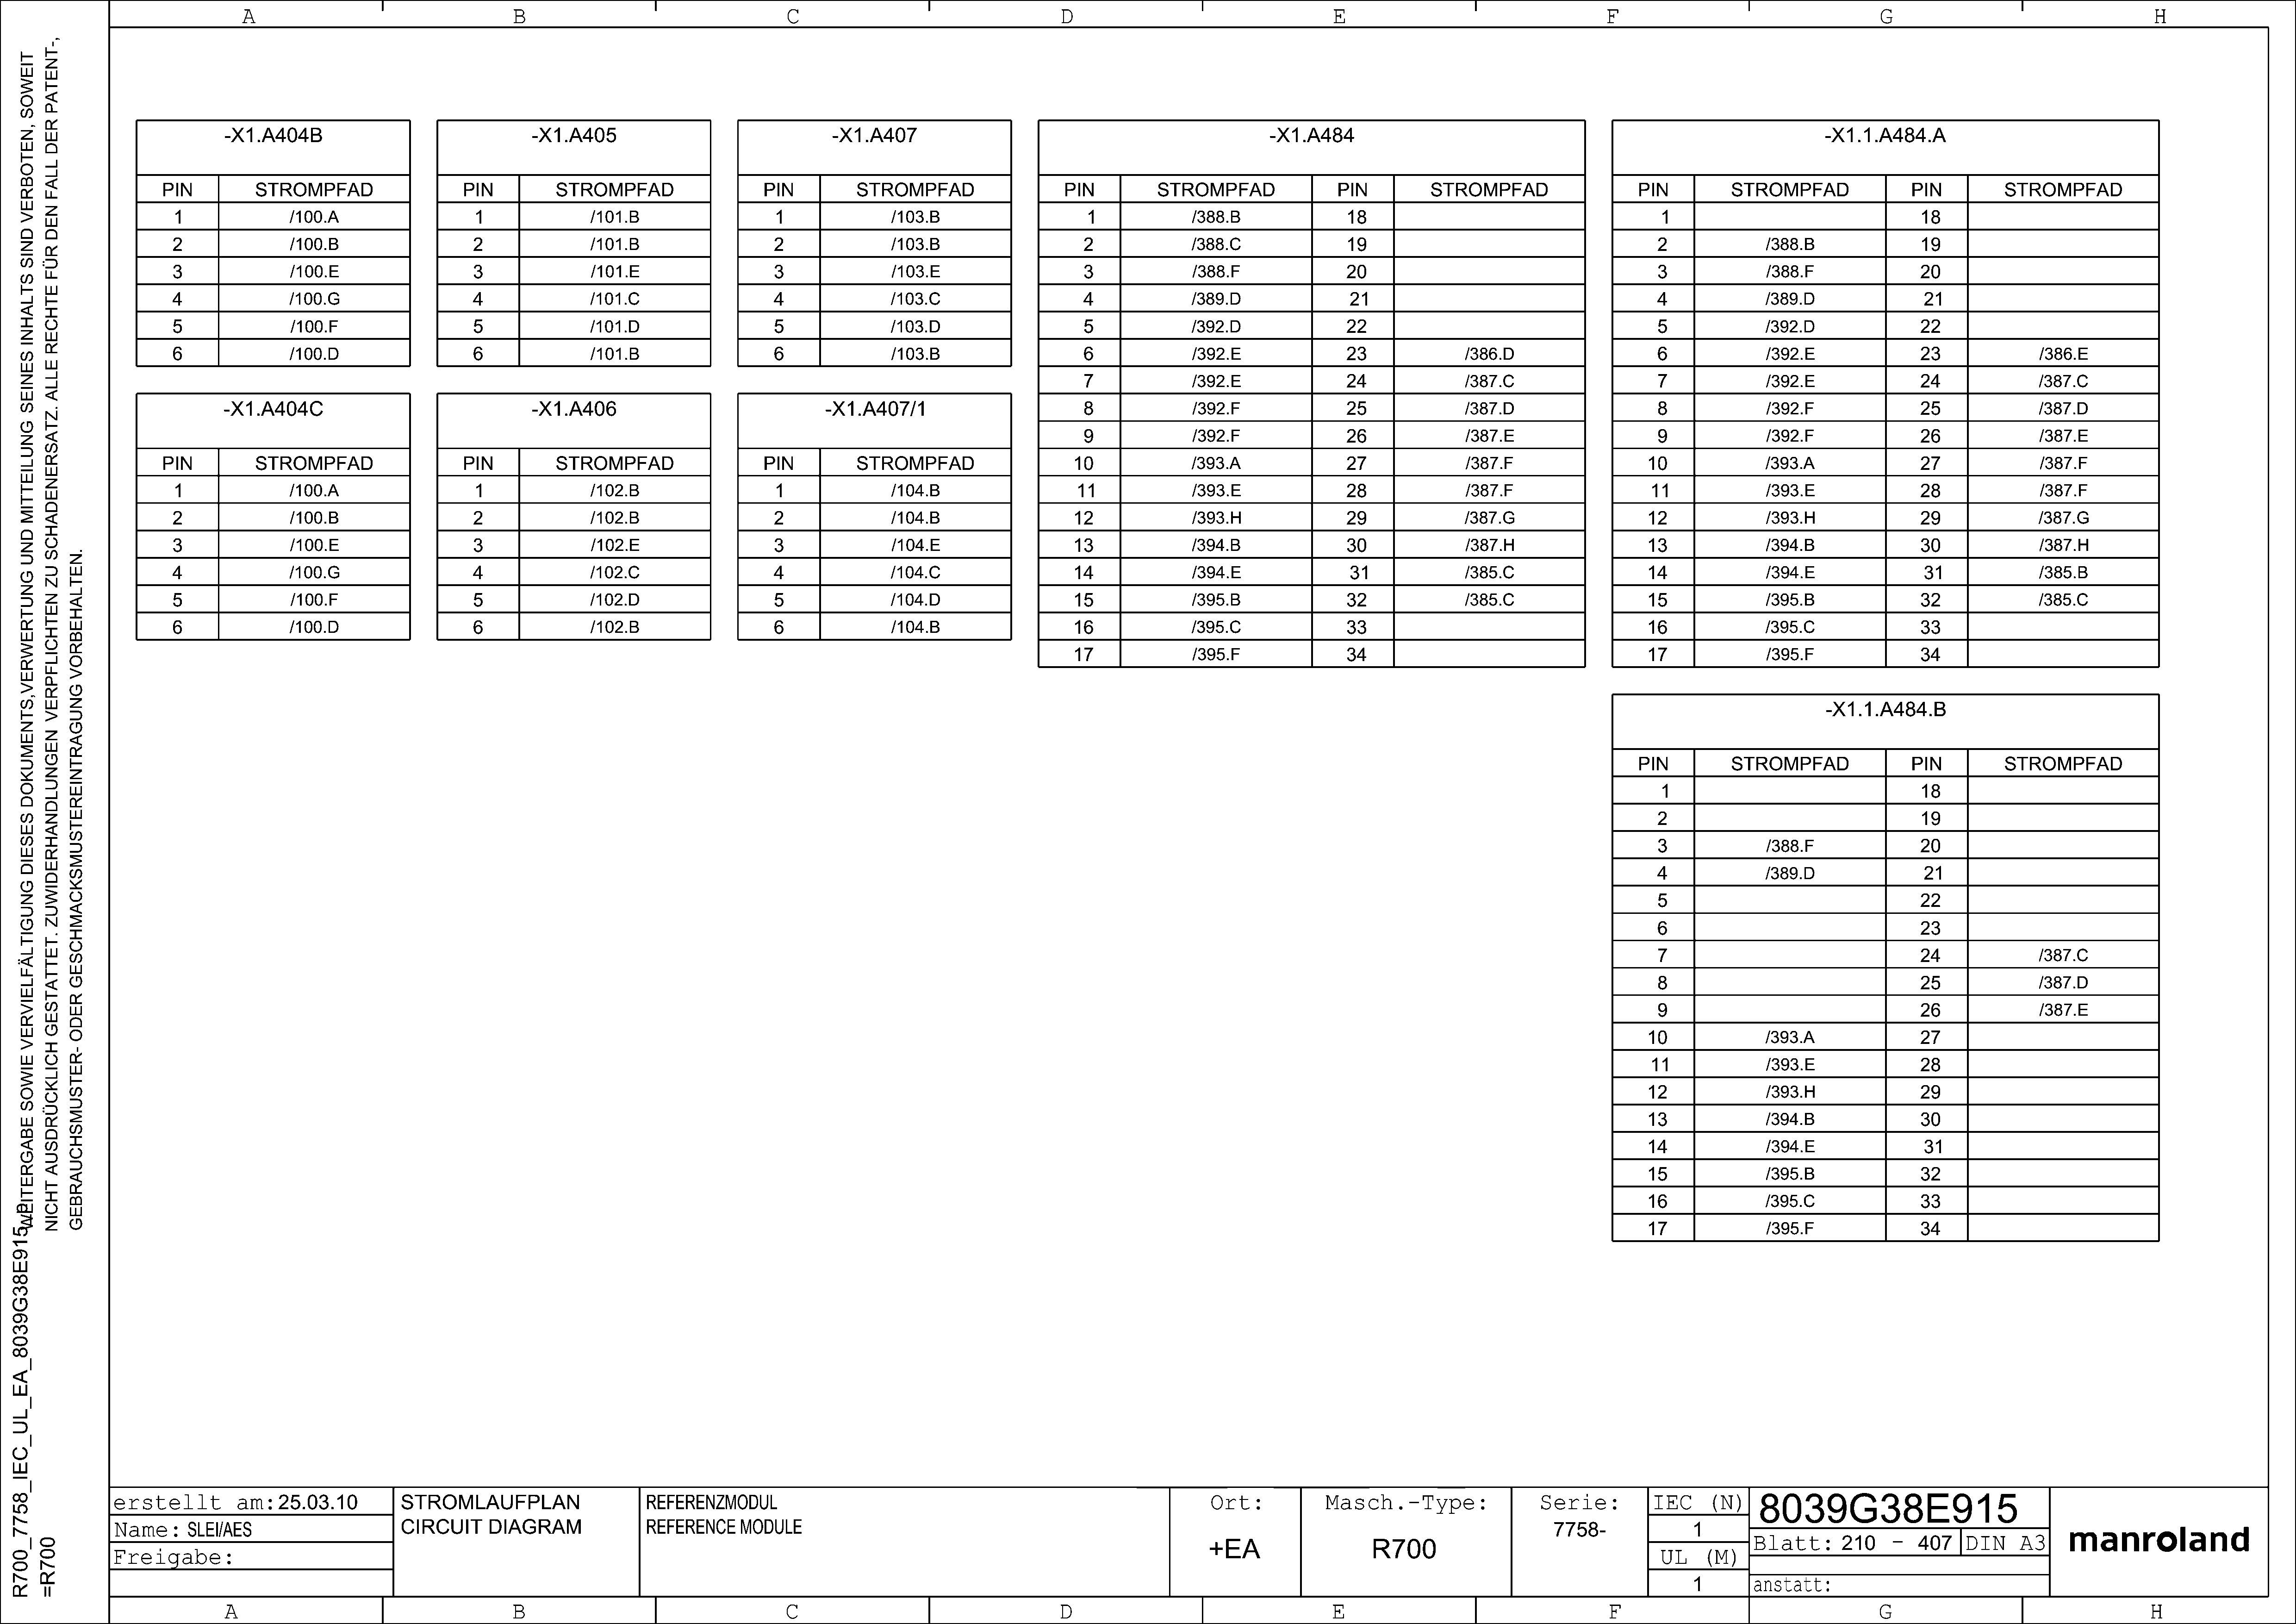 A B C D E F G H
WEITERGABE SOWIE VERVIELFÄLTIGUNG DIESES DOKUMENTS,VERWERTUNG UND MITTEILUNG SEINES INHALTS SIND VERBOTEN, SOWEIT
NICHT AUSDRÜCKLICH GESTATTET. ZUWIDERHANDLUNGEN VERPFLICHTEN ZU SCHADENERSATZ. ALLE RECHTE FÜR DEN FALL DER PATENT-,
GEBRAUCHSMUSTER- ODER GESCHMACKSMUSTEREINTRAGUNG VORBEHALTEN.
-X1.A404B
PIN STROMPFAD
1 /100.A
2 /100.B
3 /100.E
4 /100.G
5 /100.F
6 /100.D
-X1.A404C
PIN STROMPFAD
1 /100.A
2 /100.B
3 /100.E
4 /100.G
5 /100.F
6 /100.D
-X1.A405
PIN STROMPFAD
1 /101.B
2 /101.B
3 /101.E
4 /101.C
5 /101.D
6 /101.B
-X1.A406
PIN STROMPFAD
1 /102.B
2 /102.B
3 /102.E
4 /102.C
5 /102.D
6 /102.B
-X1.A407
PIN STROMPFAD
1 /103.B
2 /103.B
3 /103.E
4 /103.C
5 /103.D
6 /103.B
-X1.A407/1
PIN STROMPFAD
1 /104.B
2 /104.B
3 /104.E
4 /104.C
5 /104.D
6 /104.B
-X1.A484
PIN STROMPFAD PIN STROMPFAD
1 /388.B 18
2 /388.C 19
3 /388.F 20
4 /389.D 21
5 /392.D 22
6 /392.E 23 /386.D
7 /392.E 24 /387.C
8 /392.F 25 /387.D
9 /392.F 26 /387.E
10 /393.A 27 /387.F
11 /393.E 28 /387.F
12 /393.H 29 /387.G
13 /394.B 30 /387.H
14 /394.E 31 /385.C
15 /395.B 32 /385.C
16 /395.C 33
17 /395.F 34
-X1.1.A484.A
PIN STROMPFAD PIN STROMPFAD
1 18
2 /388.B 19
3 /388.F 20
4 /389.D 21
5 /392.D 22
6 /392.E 23 /386.E
7 /392.E 24 /387.C
8 /392.F 25 /387.D
9 /392.F 26 /387.E
10 /393.A 27 /387.F
11 /393.E 28 /387.F
12 /393.H 29 /387.G
13 /394.B 30 /387.H
14 /394.E 31 /385.B
15 /395.B 32 /385.C
16 /395.C 33
17 /395.F 34
-X1.1.A484.B
PIN STROMPFAD PIN STROMPFAD
1 18
2 19
3 /388.F 20
4 /389.D 21
5 22
6 23
7 24 /387.C
8 25 /387.D
9 26 /387.E
10 /393.A 27
11 /393.E 28
12 /393.H 29
13 /394.B 30
14 /394.E 31
15 /395.B 32
16 /395.C 33
17 /395.F 34
=R700
erstellt am: 25.03.10
Name: SLEI/AES
Freigabe:
STROMLAUFPLAN
CIRCUIT DIAGRAM
REFERENZMODUL
REFERENCE MODULE
Ort:
+EA
Masch.-Type:
R700
Serie:
7758-
IEC (N)
1
UL (M)
1
8039G38E915
Blatt: 210 - 407 DIN A3
anstatt:
manroland
A B C D E F G H